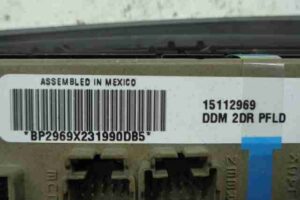 ASSEMBLED IN MEXICO
*BP2969X231990DB5*
15112969
DDM 2DR PFLD